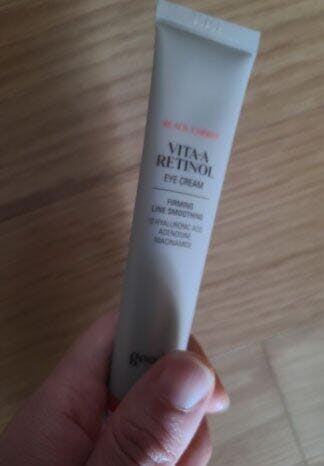 BLACK CARROT
VITA-A
RETINOL
EYE CREAM
FIRMING
LINE SMOOTHING
HYALURONIC ACID
ADENOSINE
NIACINAMIDE